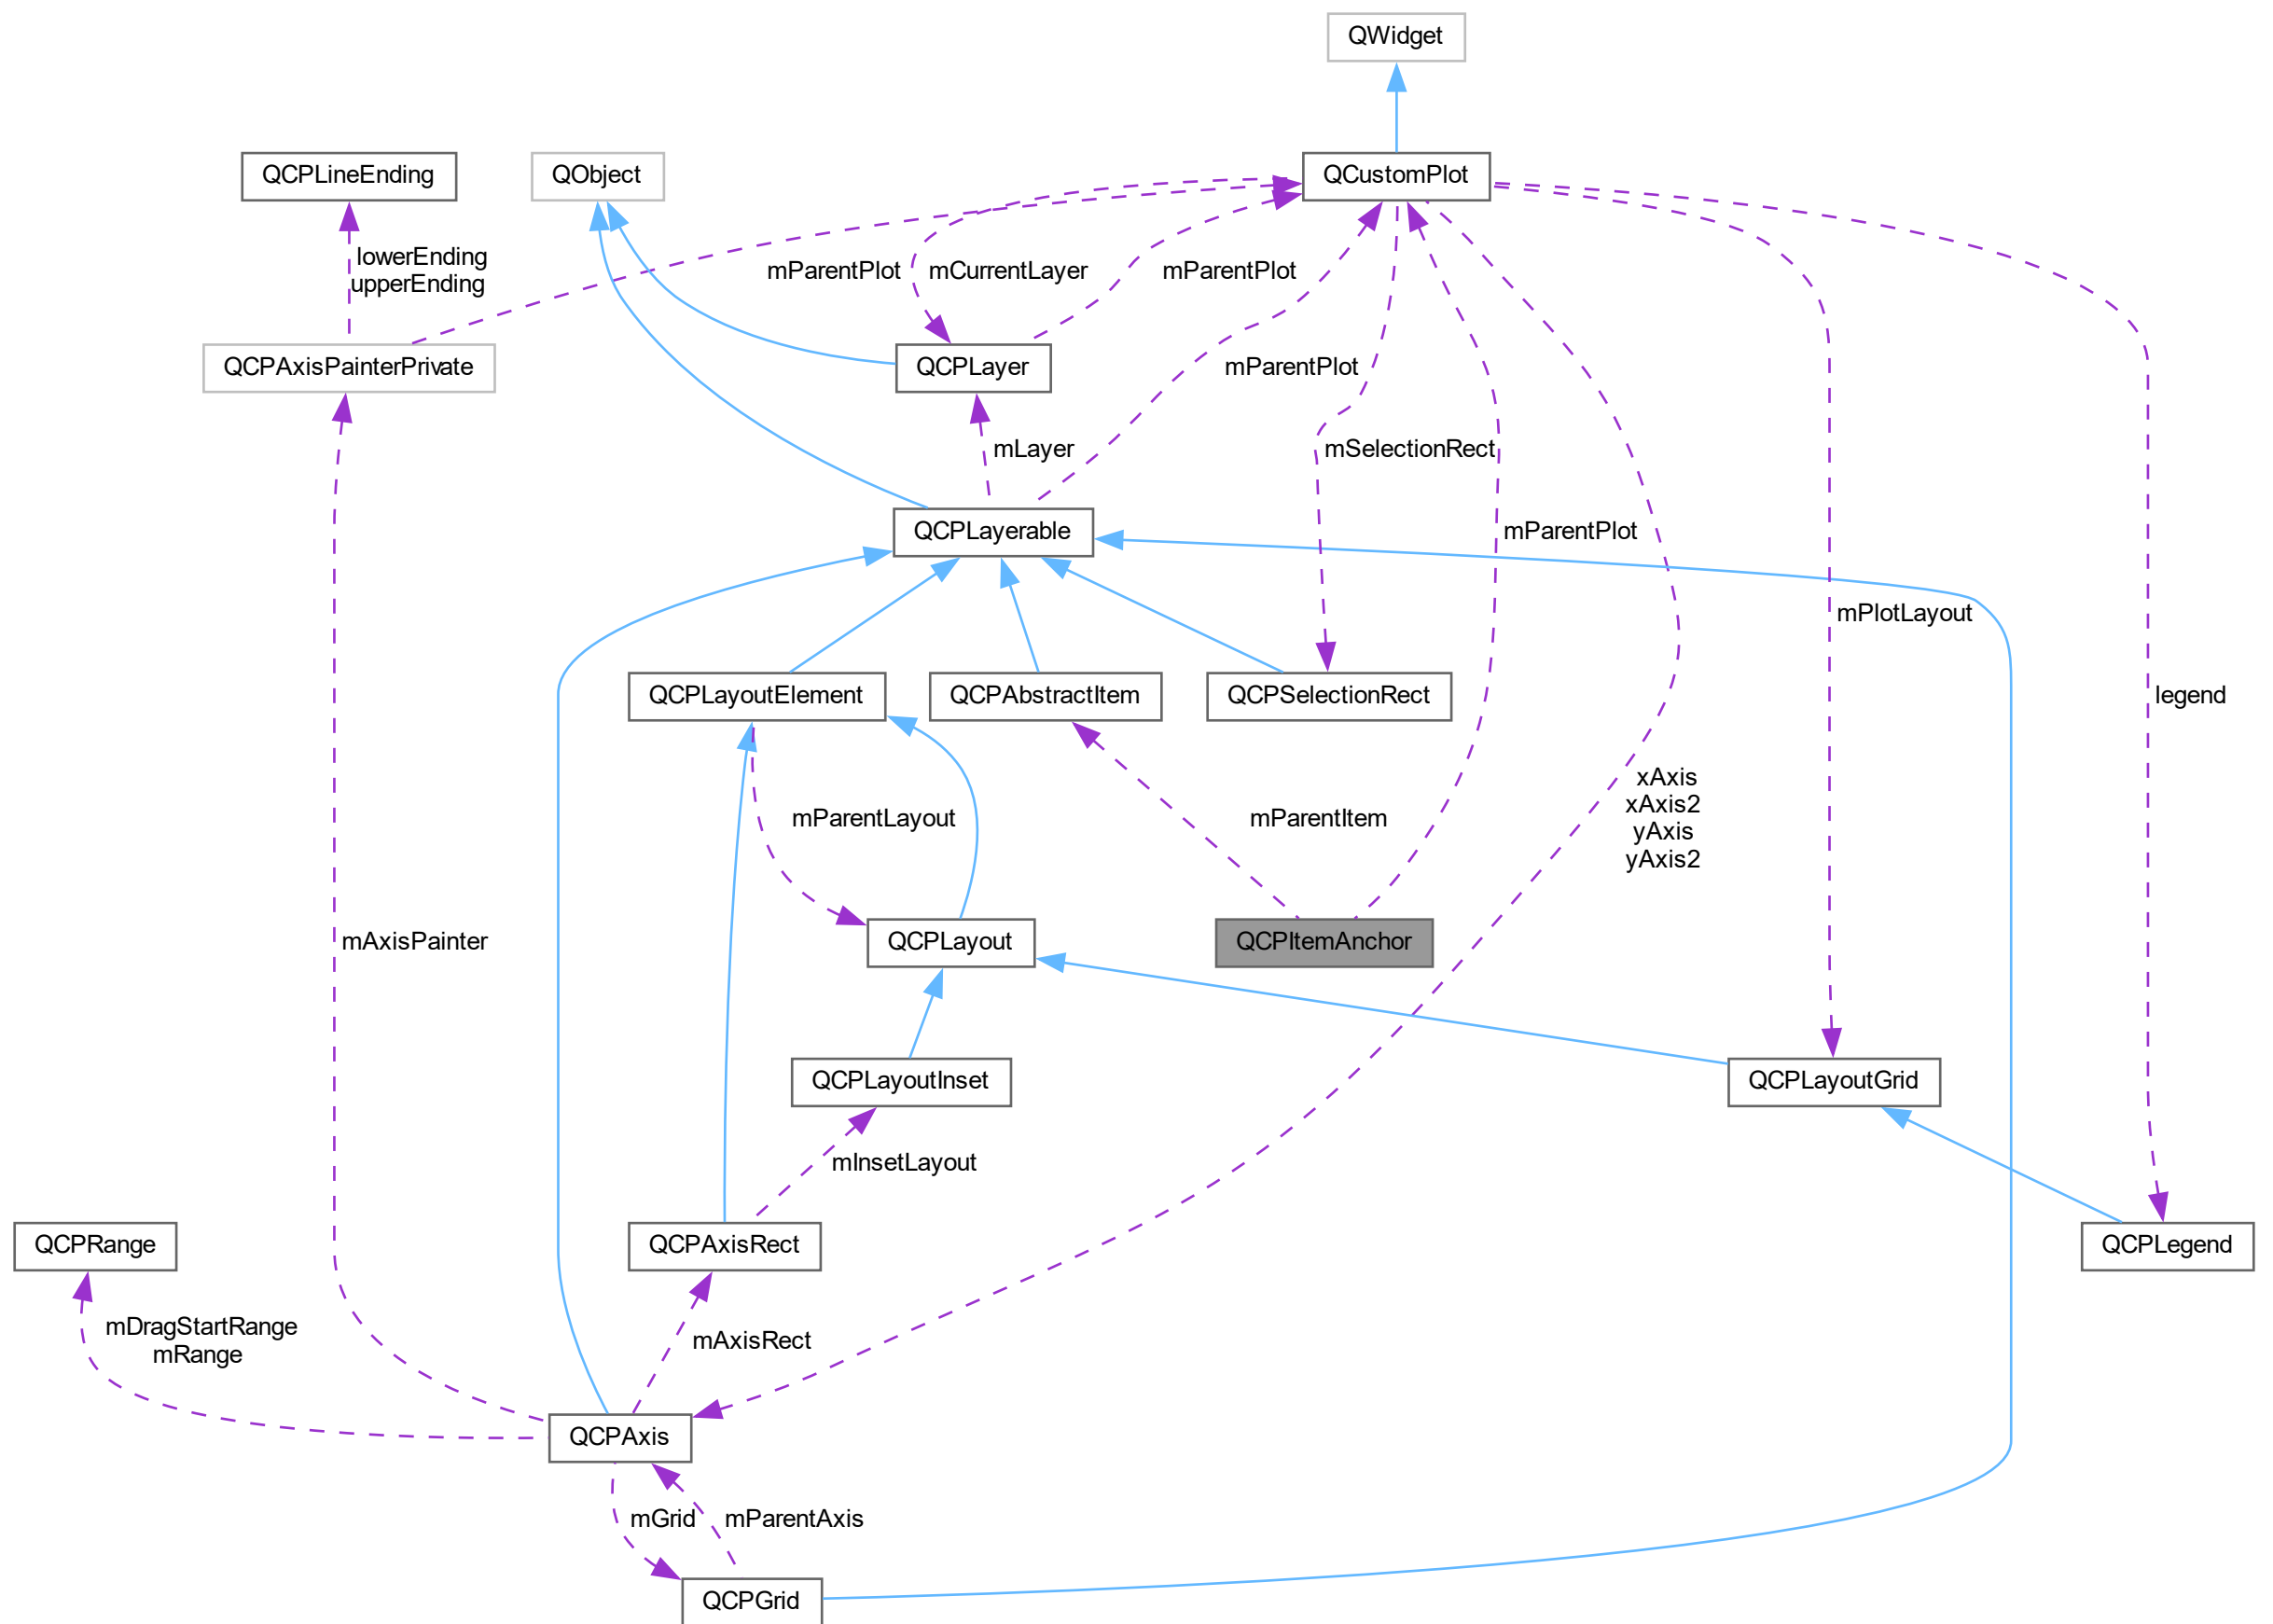 QWidget
QCPLineEnding
QObject
QCustomPlot
lowerEnding
upperEnding
mParentPlot
mCurrentLayer
mParentPlot
QCPAxisPainterPrivate
QCPLayer
mParentPlot
mLayer
mSelectionRect
QCPLayerable
mParentPlot
mPlotLayout
QCPLayoutElement
QCPAbstractItem
QCPSelectionRect
legend
mParentLayout
mParentItem
xAxis
xAxis2
yAxis
yAxis2
mAxisPainter
QCPLayout
QCPItemAnchor
QCPLayoutInset
QCPLayoutGrid
mInsetLayout
QCPRange
QCPAxisRect
QCPLegend
mDragStartRange
mRange
mAxisRect
QCPAxis
mGrid
mParentAxis
QCPGrid